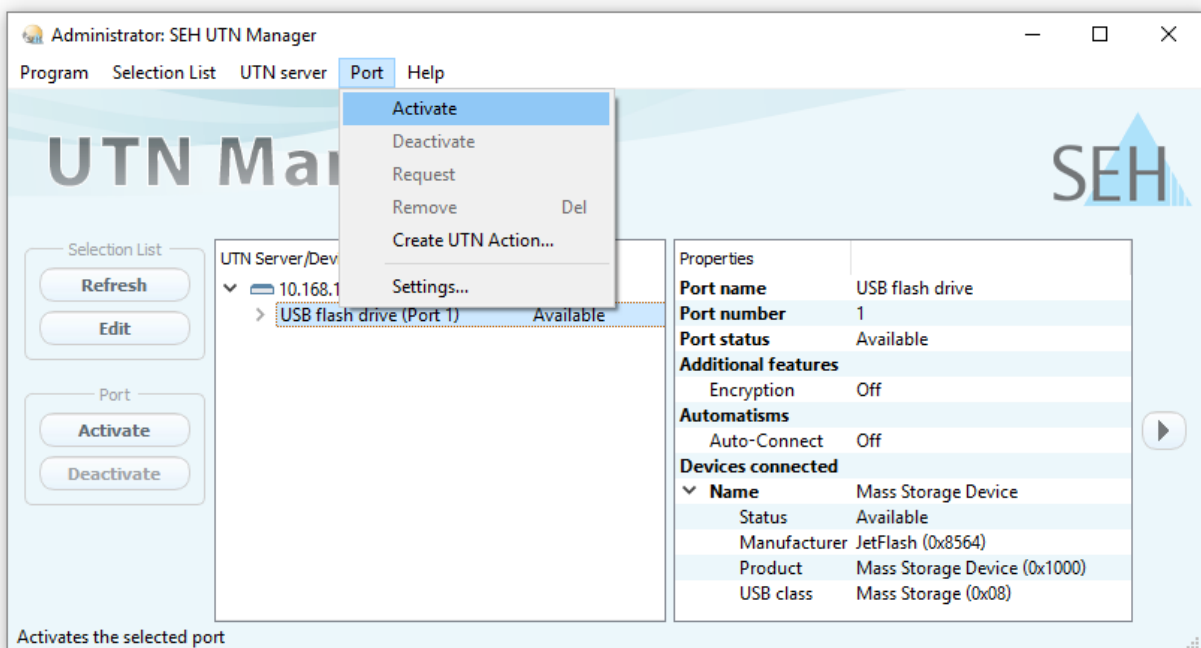 Administrator: SEH UTN Manager
Program Selection List UTN server Port Help
Activate
Deactivate
Request
Remove Del
Create UTN Action...
Settings...
UTN Ma
SEH
Selection List
Refresh
Edit
Port
Activate
Deactivate
UTN Server/Dev
10.168.1
USB flash drive (Port 1) Available
Properties
Port name USB flash drive
Port number 1
Port status Available
Additional features
Encryption Off
Automatisms
Auto-Connect Off
Devices connected
Name Mass Storage Device
Status Available
Manufacturer JetFlash (0x8564)
Product Mass Storage Device (0x1000)
USB class Mass Storage (0x08)
Activates the selected port